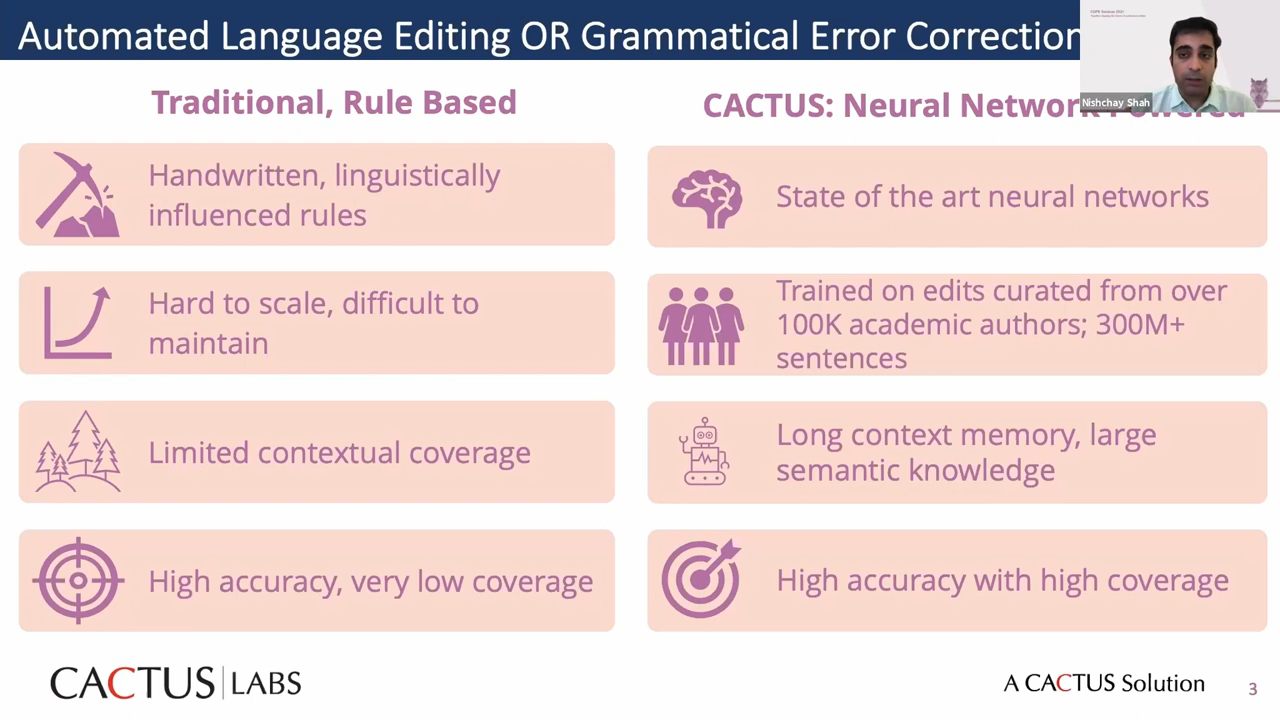 Automated Language Editing OR Grammatical Error Correction
Nishchay Shah
Traditional, Rule Based
CACTUS: Neural Network Powered
Handwritten, linguistically
influenced rules
State of the art neural networks
Hard to scale, difficult to
maintain
Trained on edits curated from over
100K academic authors; 300M+
sentences
Limited contextual coverage
Long context memory, large
semantic knowledge
High accuracy, very low coverage
High accuracy with high coverage
CACTUS LABS
A CACTUS Solution
3